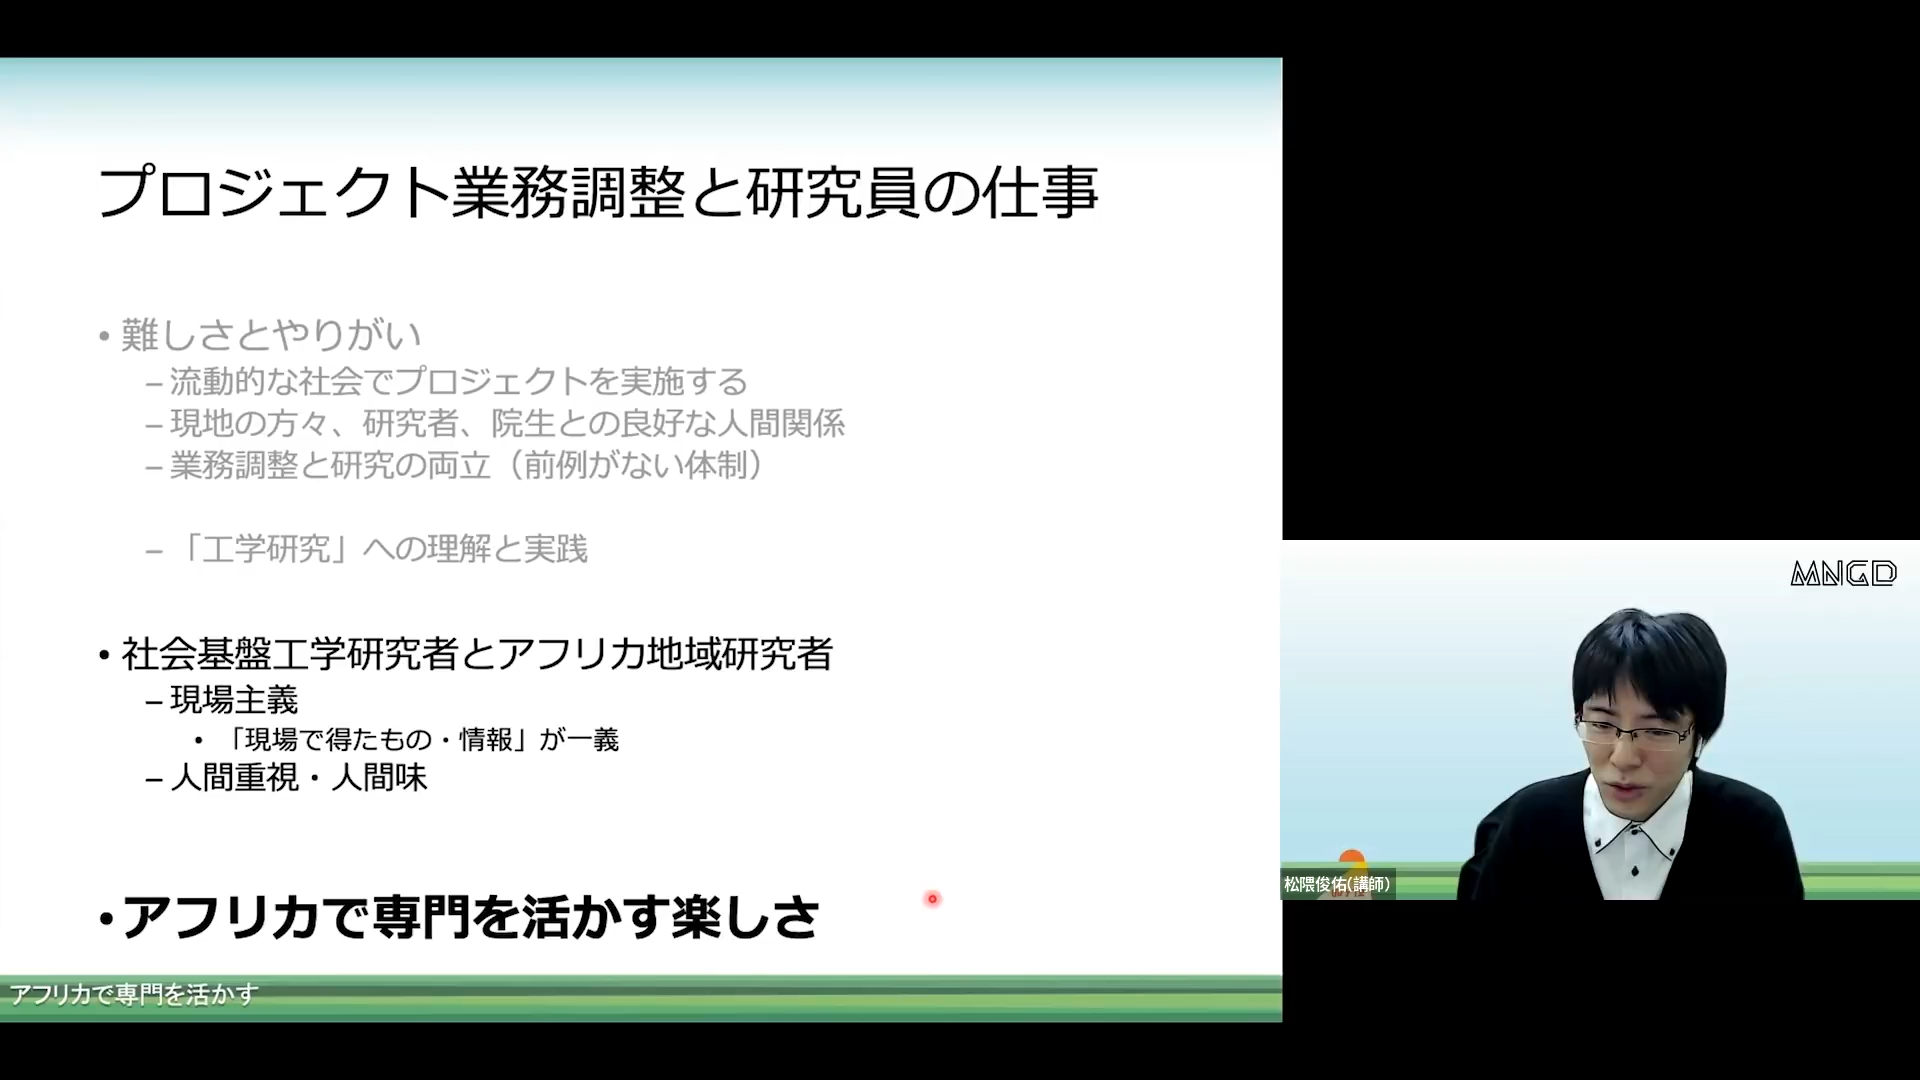 プロジェクト業務調整と研究員の仕事
• 難しさとやりがい
– 流動的な社会でプロジェクトを実施する
– 現地の方々、研究者、院生との良好な人間関係
– 業務調整と研究の両立（前例がない体制）
– 「工学研究」への理解と実践
• 社会基盤工学研究者とアフリカ地域研究者
– 現場主義
• 「現場で得たもの・情報」が一義
– 人間重視・人間味
• アフリカで専門を活かす楽しさ
アフリカで専門を活かす
MNGD
松隈俊佑(講師)